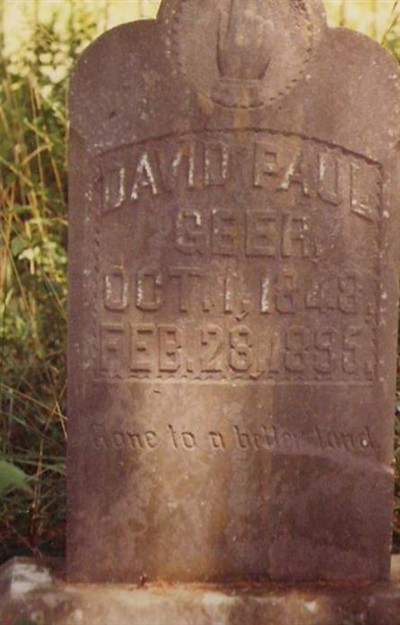 DAVID PAUL
GEER,
OCT. 1, 1848,
FEB. 28, 1895.
Gone to a better land.